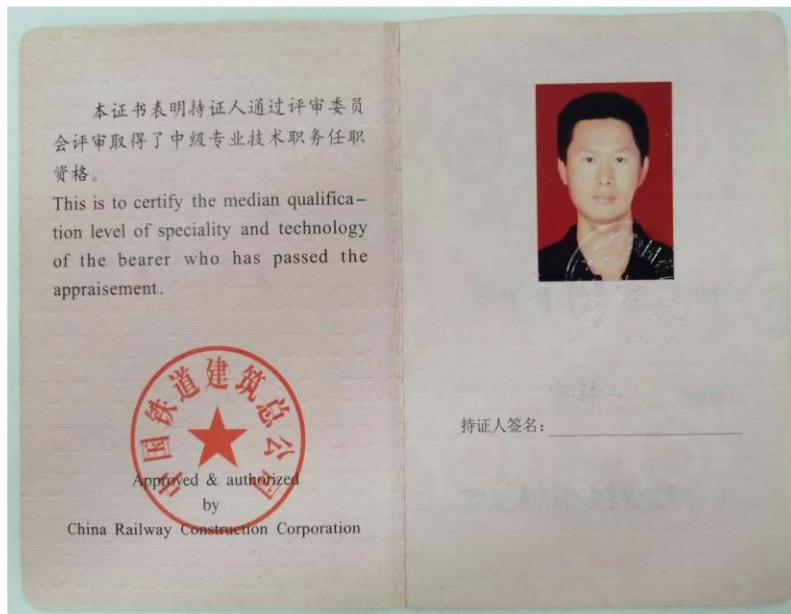 本证书表明持证人通过评审委员
会评审取得了中级专业技术职务任职
资格。
This is to certify the median qualifica-
tion level of speciality and technology
of the bearer who has passed the
appraisement.
中国铁道建筑总公司
Approved & authorized
by
China Railway Construction Corporation
持证人签名: